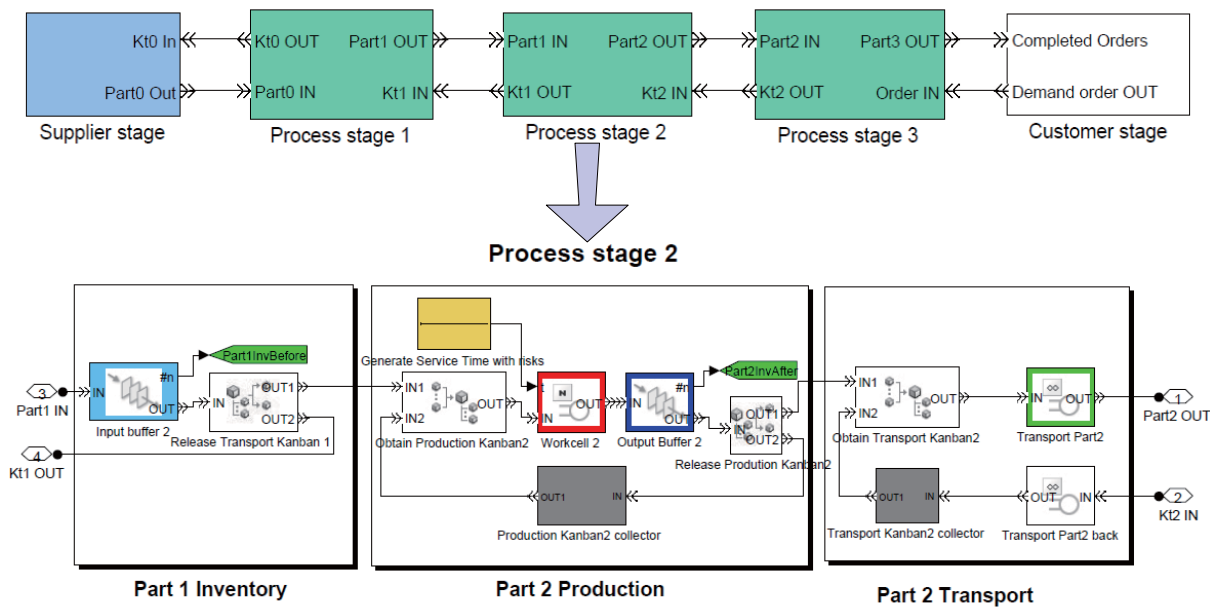 Kt0 In
Part0 Out
Supplier stage
Kt0 OUT
Part1 OUT
Part0 IN
Kt1 IN
Process stage 1
Part1 IN
Part2 OUT
Kt1 OUT
Kt2 IN
Process stage 2
Part2 IN
Part3 OUT
Kt2 OUT
Order IN
Process stage 3
Completed Orders
Demand order OUT
Customer stage
Process stage 2
3
Part1 IN
4
Kt1 OUT
IN
#n
OUT
Input buffer 2
Part1InvBefore
IN
OUT1
OUT2
Release Transport Kanban 1
Part 1 Inventory
Generate Service Time with risks
IN1
IN2
OUT
Obtain Production Kanban2
t
N
IN
OUT
Workcell 2
IN
#n
OUT
Output Buffer 2
Part2InvAfter
IN
OUT1
OUT2
Release Prodution Kanban2
OUT1
IN
Production Kanban2 collector
Part 2 Production
IN1
IN2
OUT
Obtain Transport Kanban2
IN
OUT
Transport Part2
1
Part2 OUT
OUT1
IN
Transport Kanban2 collector
OUT
IN
Transport Part2 back
2
Kt2 IN
Part 2 Transport